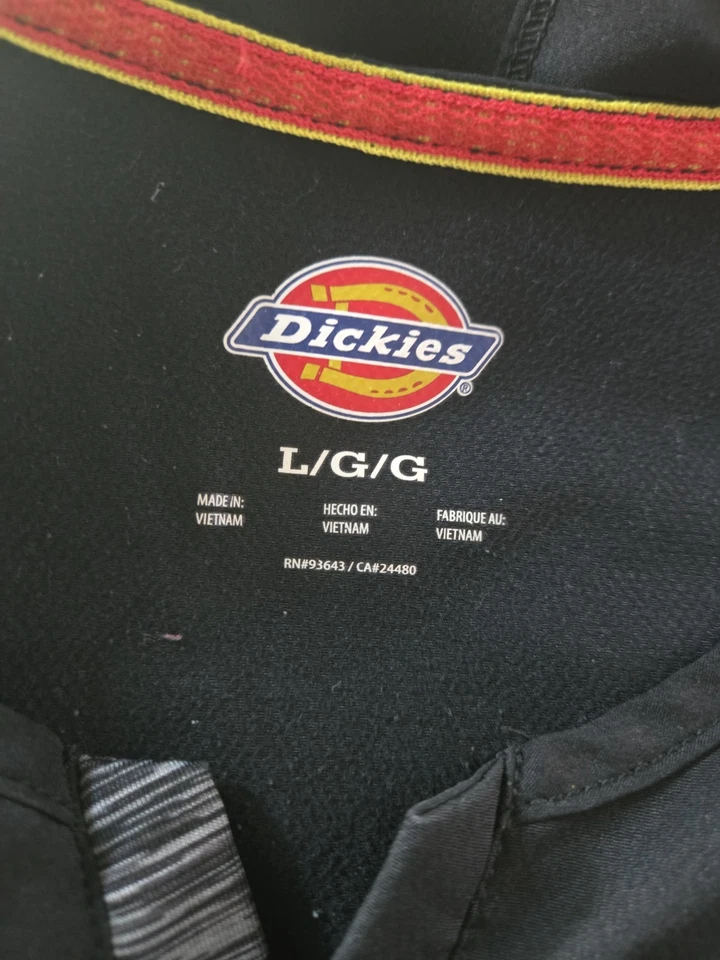 Dickies
®
L/G/G
MADE IN:
VIETNAM
HECHO EN:
VIETNAM
FABRIQUE AU:
VIETNAM
RN#93643 / CA#24480